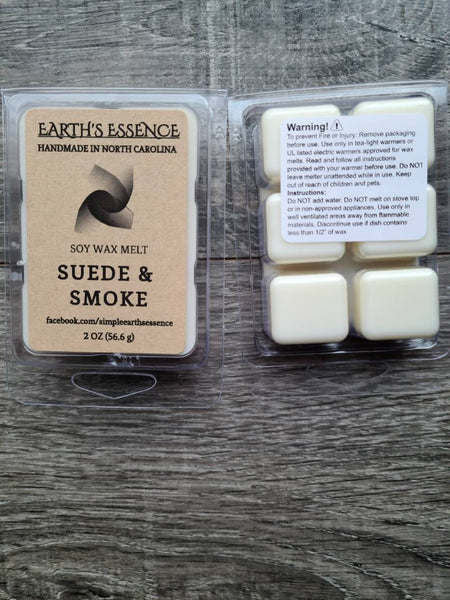 EARTH'S ESSENCE
HANDMADE IN NORTH CAROLINA
SOY WAX MELT
SUEDE &
SMOKE
facebook.com/simpleearthsessence
2 OZ (56.6 g)
Warning!
To prevent Fire or Injury: Remove packaging
before use. Use only in tea-light warmers or
UL listed electric warmers approved for wax
melts. Read and follow all instructions
provided with your warmer before use. Do NOT
leave melter unattended while in use. Keep
out of reach of children and pets.
Instructions:
Do NOT add water. Do NOT melt on stove top
or in non-approved appliances. Use only in
well ventilated areas away from flammable
materials. Discontinue use if dish contains
less than 1/2" of wax